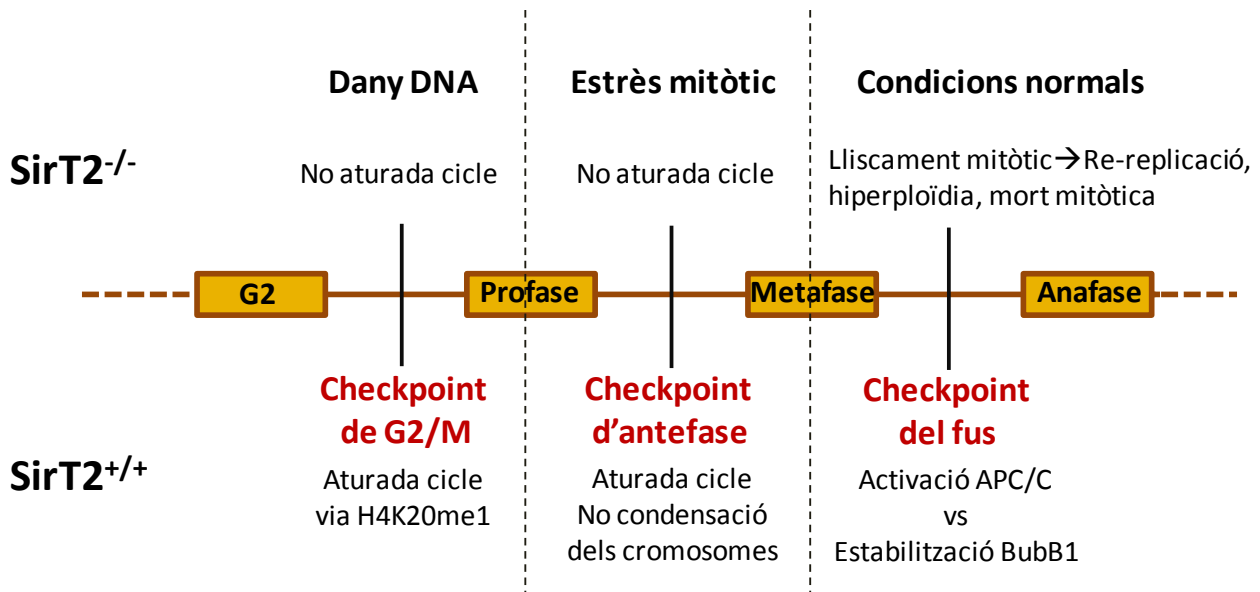 Dany DNA
Estrès mitòtic
Condicions normals
SirT2-/-
No aturada cicle
No aturada cicle
Lliscament mitòtic→Re-replicació,
hiperploïdia, mort mitòtica
G2
Profase
Metafase
Anafase
Checkpoint
de G2/M
Checkpoint
d'antefase
Checkpoint
del fus
SirT2+/+
Aturada cicle
via H4K20me1
Aturada cicle
No condensació
dels cromosomes
Activació APC/C
vs
Estabilització BubB1